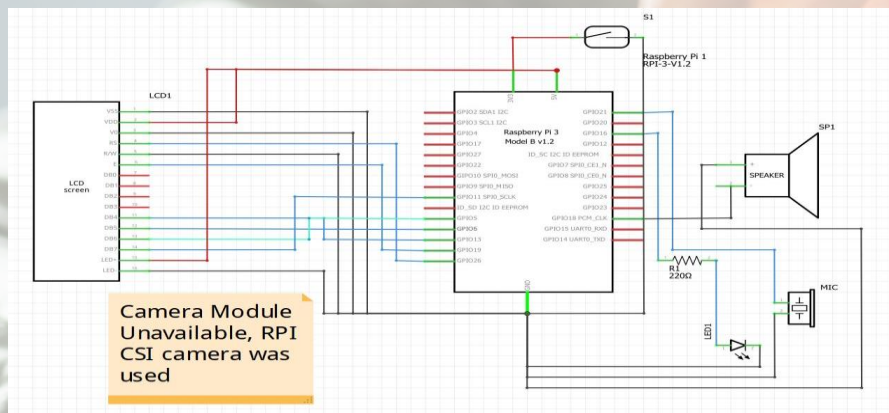 S1
Raspberry Pi 1
RPI-3-V1.2
LCD1
3V3
5V
VSS
VDD
V0
RS
R/W
E
DB0
DB1
DB2
DB3
DB4
DB5
DB6
DB7
LED+
LED-
LCD
screen
GPIO2 SDA1 I2C
GPIO3 SCL1 I2C
GPIO4
GPIO17
GPIO27
GPIO22
GPIO10 SPI0_MOSI
GPIO9 SPI0_MISO
GPIO11 SPI0_SCLK
ID_SD I2C ID EEPROM
GPIO5
GPIO6
GPIO13
GPIO19
GPIO26
Raspberry Pi 3
Model B v1.2
GPIO21
GPIO20
GPIO16
GPIO12
ID_SC I2C ID EEPROM
GPIO7 SPI0_CE1_N
GPIO8 SPI0_CE0_N
GPIO25
GPIO24
GPIO23
GPIO18 PCM_CLK
GPIO15 UART0_RXD
GPIO14 UART0_TXD
GND
SP1
SPEAKER
R1
220Ω
MIC
LED1
Camera Module
Unavailable, RPI
CSI camera was
used